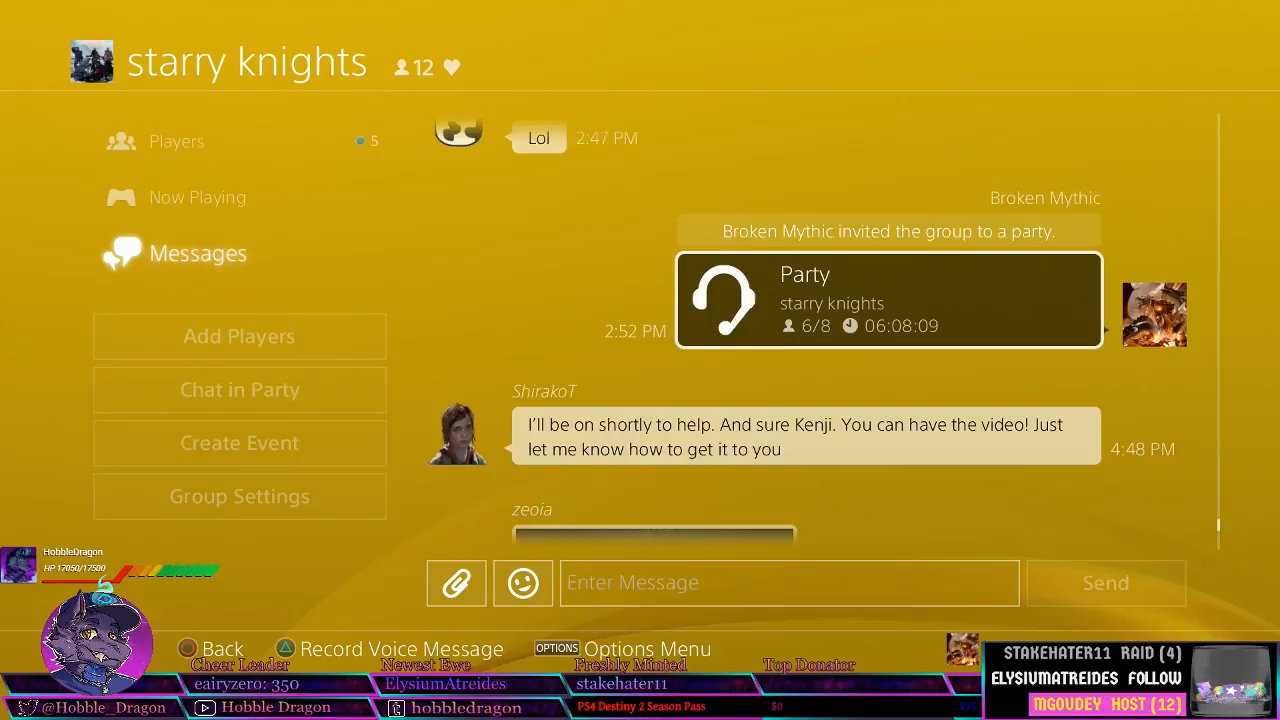 starry knights
12
Players
5
Now Playing
Messages
Add Players
Chat in Party
Create Event
Group Settings
Lol
2:47 PM
Broken Mythic
Broken Mythic invited the group to a party.
Party
starry knights
6/8 06:08:09
2:52 PM
ShirakoT
I'll be on shortly to help. And sure Kenji. You can have the video! Just
let me know how to get it to you
4:48 PM
zeoia
Enter Message
Send
HobbleDragon
HP 17050/17500
Back
Record Voice Message
OPTIONS Options Menu
Cheer Leader
Newest Ewe
Freshly Minted
Top Donator
eairyzero: 350
ElysiumAtreides
stakehater11
@Hobble_Dragon
Hobble Dragon
hobbledragon
PS4 Destiny 2 Season Pass
$0
$15
STAKEHATER11 RAID (4)
ELYSIUMATREIDES FOLLOW
MGOUDEY HOST (12)